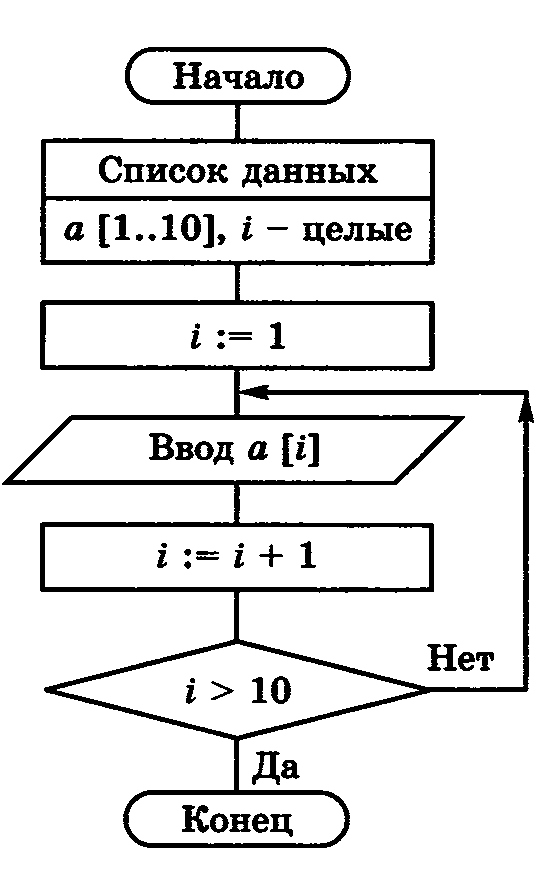 Начало
Список данных
a [1..10], i – целые
i := 1
Ввод a [i]
i := i + 1
i > 10
Нет
Да
Конец